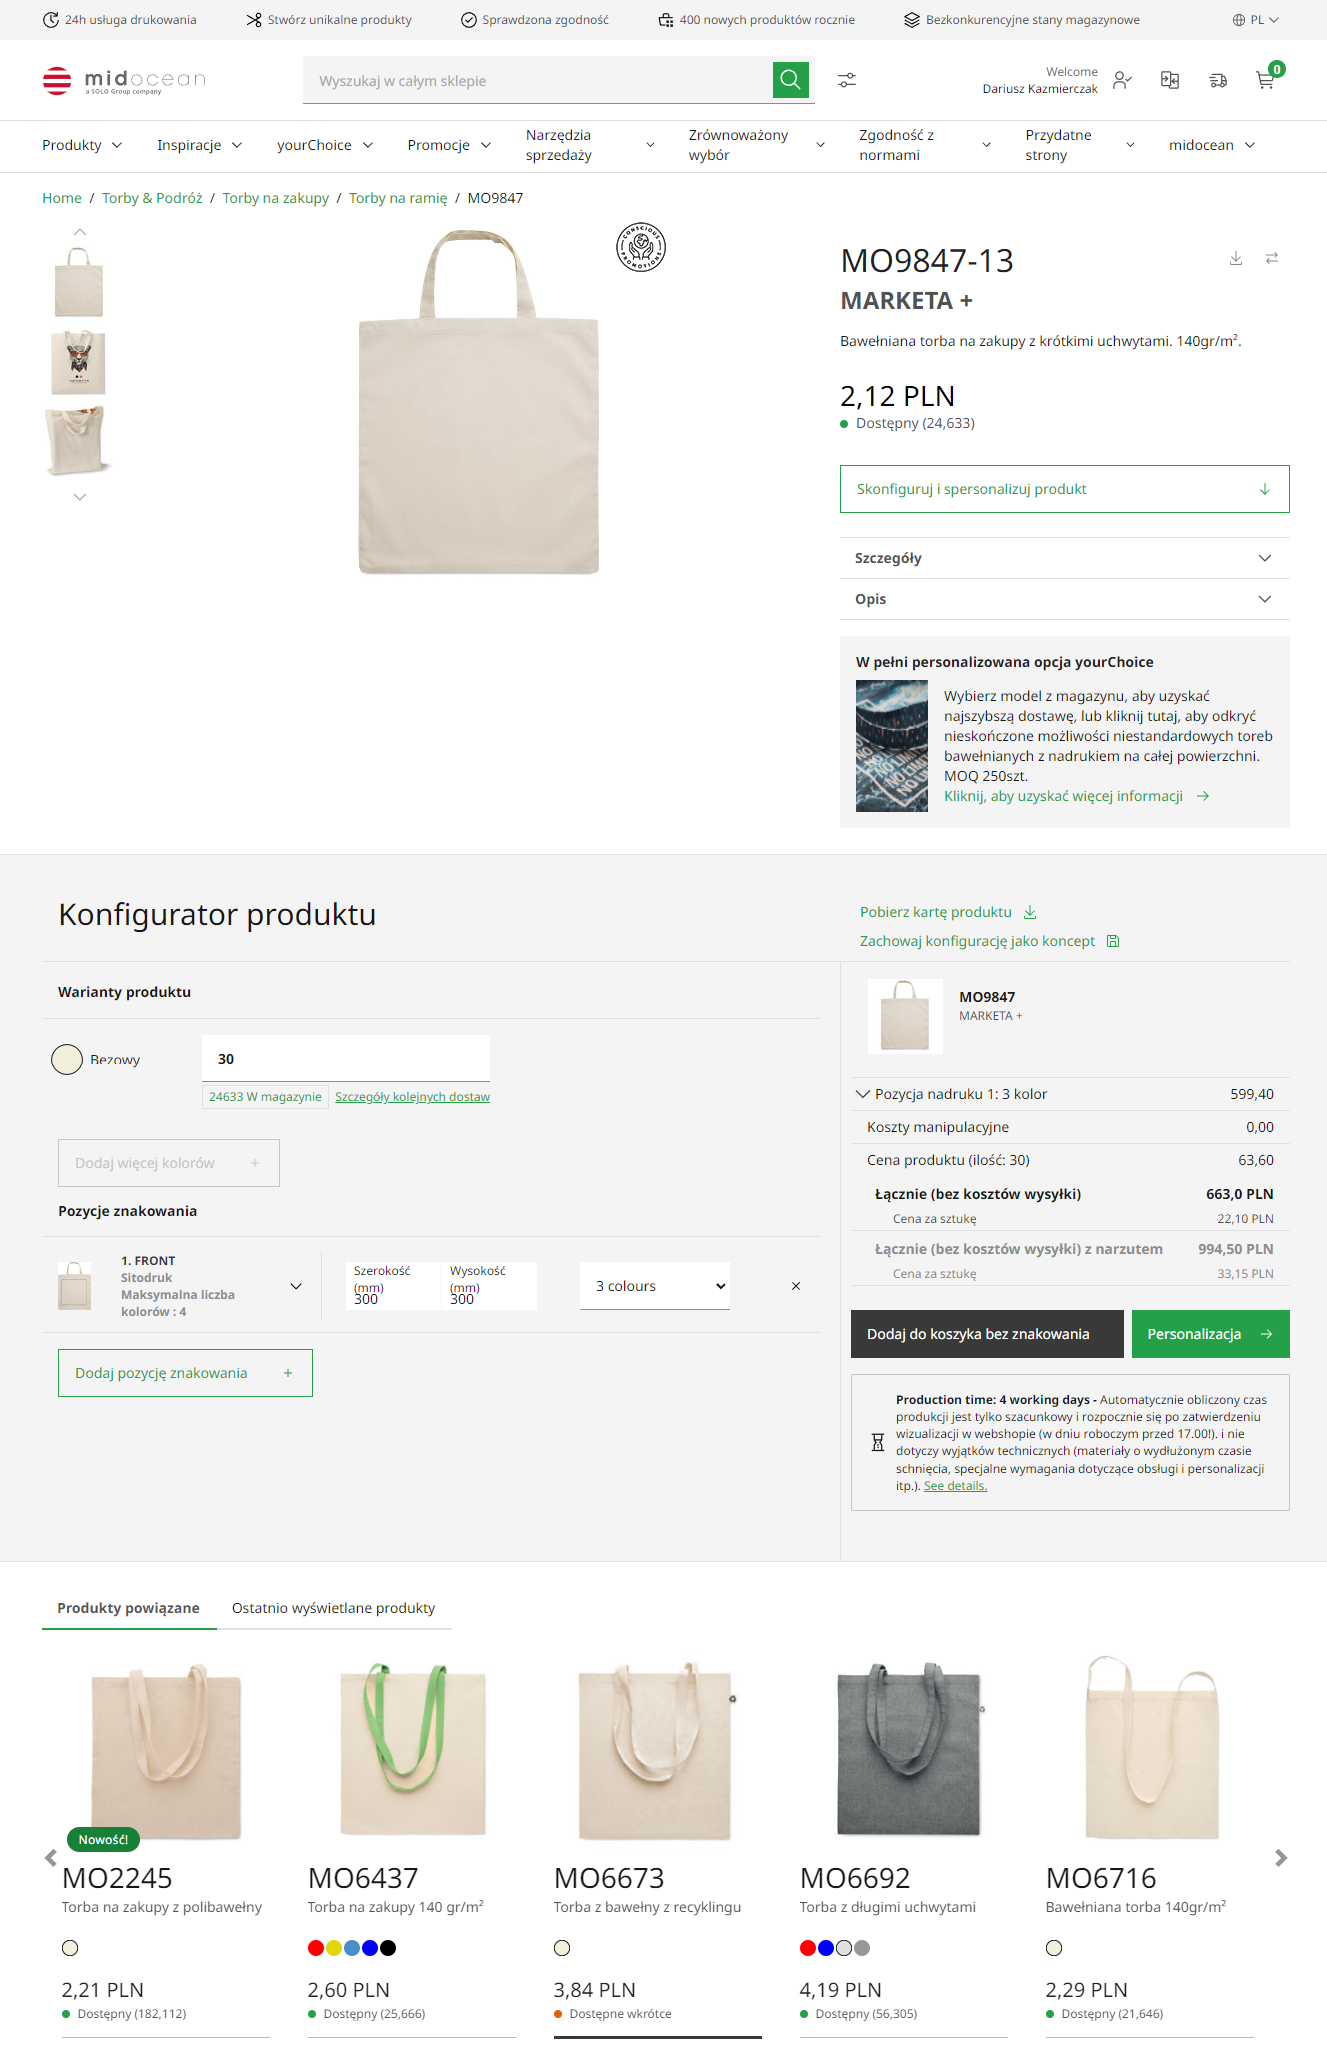 24h usługa drukowania
Stwórz unikalne produkty
Sprawdzona zgodność
400 nowych produktów rocznie
Bezkonkurencyjne stany magazynowe
PL
midocean
a SOLO Group company
Wyszukaj w całym sklepie
Welcome
Dariusz Kazmierczak
0
Produkty
Inspiracje
yourChoice
Promocje
Narzędzia sprzedaży
Zrównoważony wybór
Zgodność z normami
Przydatne strony
midocean
Home / Torby & Podróż / Torby na zakupy / Torby na ramię / MO9847
CONSCIOUS PROMOTIONS
MO9847-13
MARKETA +
Bawełniana torba na zakupy z krótkimi uchwytami. 140gr/m².
2,12 PLN
Dostępny (24,633)
Skonfiguruj i spersonalizuj produkt
Szczegóły
Opis
W pełni personalizowana opcja yourChoice
Wybierz model z magazynu, aby uzyskać
najszybszą dostawę, lub kliknij tutaj, aby odkryć
nieskończone możliwości niestandardowych toreb
bawełnianych z nadrukiem na całej powierzchni.
MOQ 250szt.
Kliknij, aby uzyskać więcej informacji
Konfigurator produktu
Pobierz kartę produktu
Zachowaj konfigurację jako koncept
Warianty produktu
Bezowy
30
24633 W magazynie
Szczegóły kolejnych dostaw
Dodaj więcej kolorów +
Pozycje znakowania
1. FRONT
Sitodruk
Maksymalna liczba
kolorów : 4
Szerokość (mm)
300
Wysokość (mm)
300
3 colours
Dodaj pozycję znakowania +
MO9847
MARKETA +
Pozycja nadruku 1: 3 kolor 599,40
Koszty manipulacyjne 0,00
Cena produktu (ilość: 30) 63,60
Łącznie (bez kosztów wysyłki) 663,0 PLN
Cena za sztukę 22,10 PLN
Łącznie (bez kosztów wysyłki) z narzutem 994,50 PLN
Cena za sztukę 33,15 PLN
Dodaj do koszyka bez znakowania
Personalizacja
Production time: 4 working days - Automatycznie obliczony czas
produkcji jest tylko szacunkowy i rozpocznie się po zatwierdzeniu
wizualizacji w webshopie (w dniu roboczym przed 17.00!). i nie
dotyczy wyjątków technicznych (materiały o wydłużonym czasie
schnięcia, specjalne wymagania dotyczące obsługi i personalizacji
itp.). See details.
Produkty powiązane
Ostatnio wyświetlane produkty
Nowość!
MO2245
Torba na zakupy z polibawełny
2,21 PLN
Dostępny (182,112)
MO6437
Torba na zakupy 140 gr/m²
2,60 PLN
Dostępny (25,666)
MO6673
Torba z bawełny z recyklingu
3,84 PLN
Dostępne wkrótce
MO6692
Torba z długimi uchwytami
4,19 PLN
Dostępny (56,305)
MO6716
Bawełniana torba 140gr/m²
2,29 PLN
Dostępny (21,646)